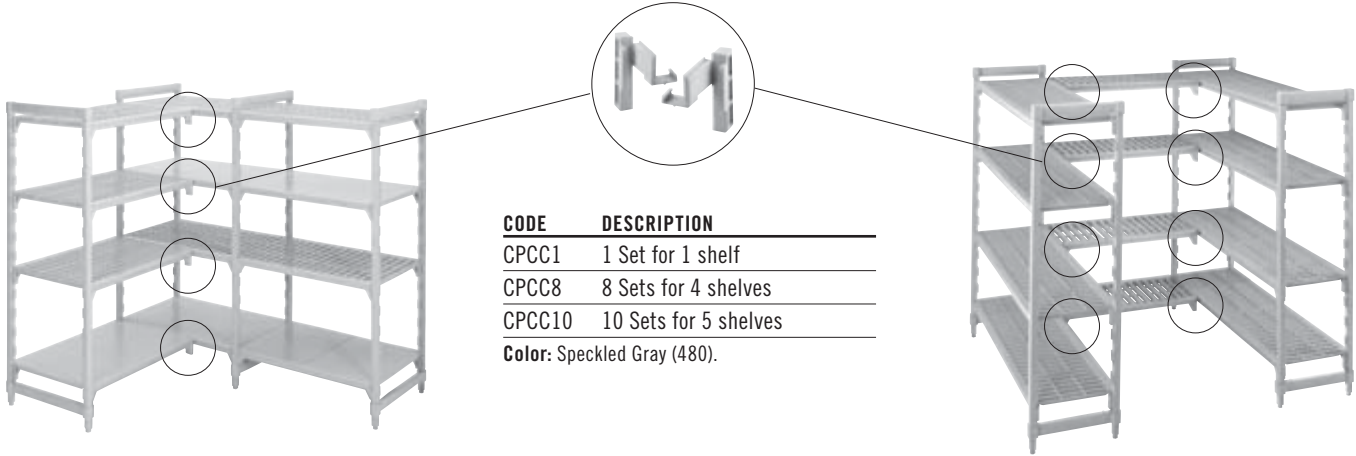 CODE DESCRIPTION
CPCC1 1 Set for 1 shelf
CPCC8 8 Sets for 4 shelves
CPCC10 10 Sets for 5 shelves
Color: Speckled Gray (480).